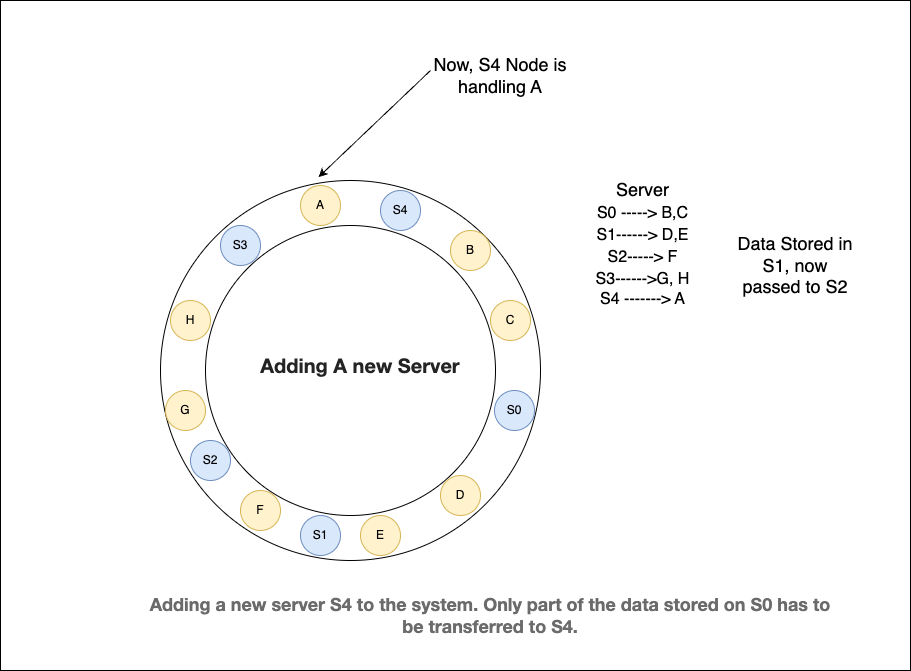 Now, S4 Node is
handling A
A
S4
S3
B
H
C
G
S0
S2
D
F
E
S1
Adding A new Server
Server
S0 -----> B,C
S1------> D,E
S2-----> F
S3------>G, H
S4 -------> A
Data Stored in
S1, now
passed to S2
Adding a new server S4 to the system. Only part of the data stored on S0 has to
be transferred to S4.